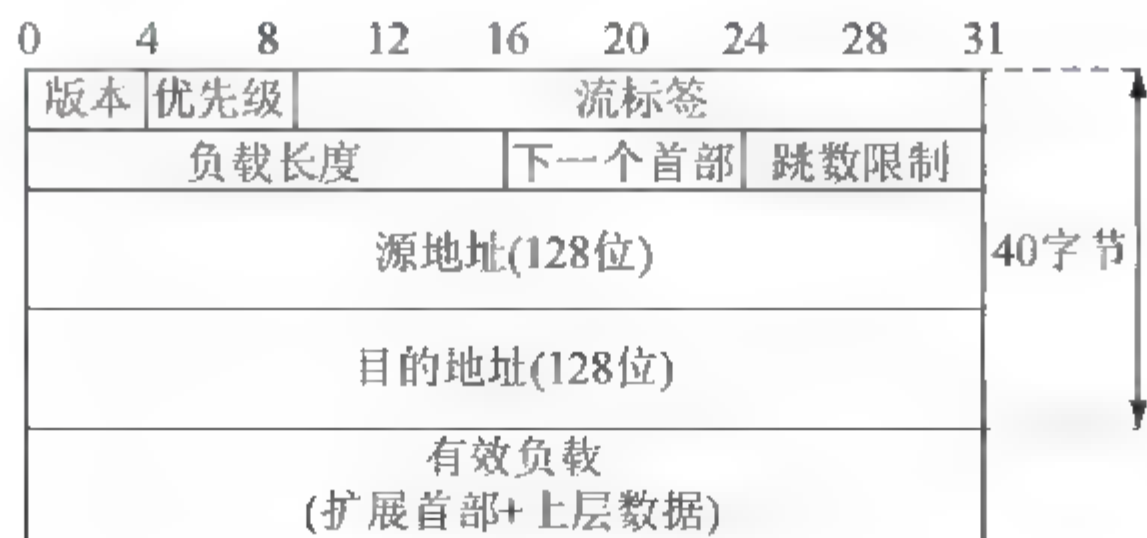 0 4 8 12 16 20 24 28 31
版本 优先级 流标签
负载长度 下一个首部 跳数限制
源地址(128位)
40字节
目的地址(128位)
有效负载
(扩展首部+上层数据)